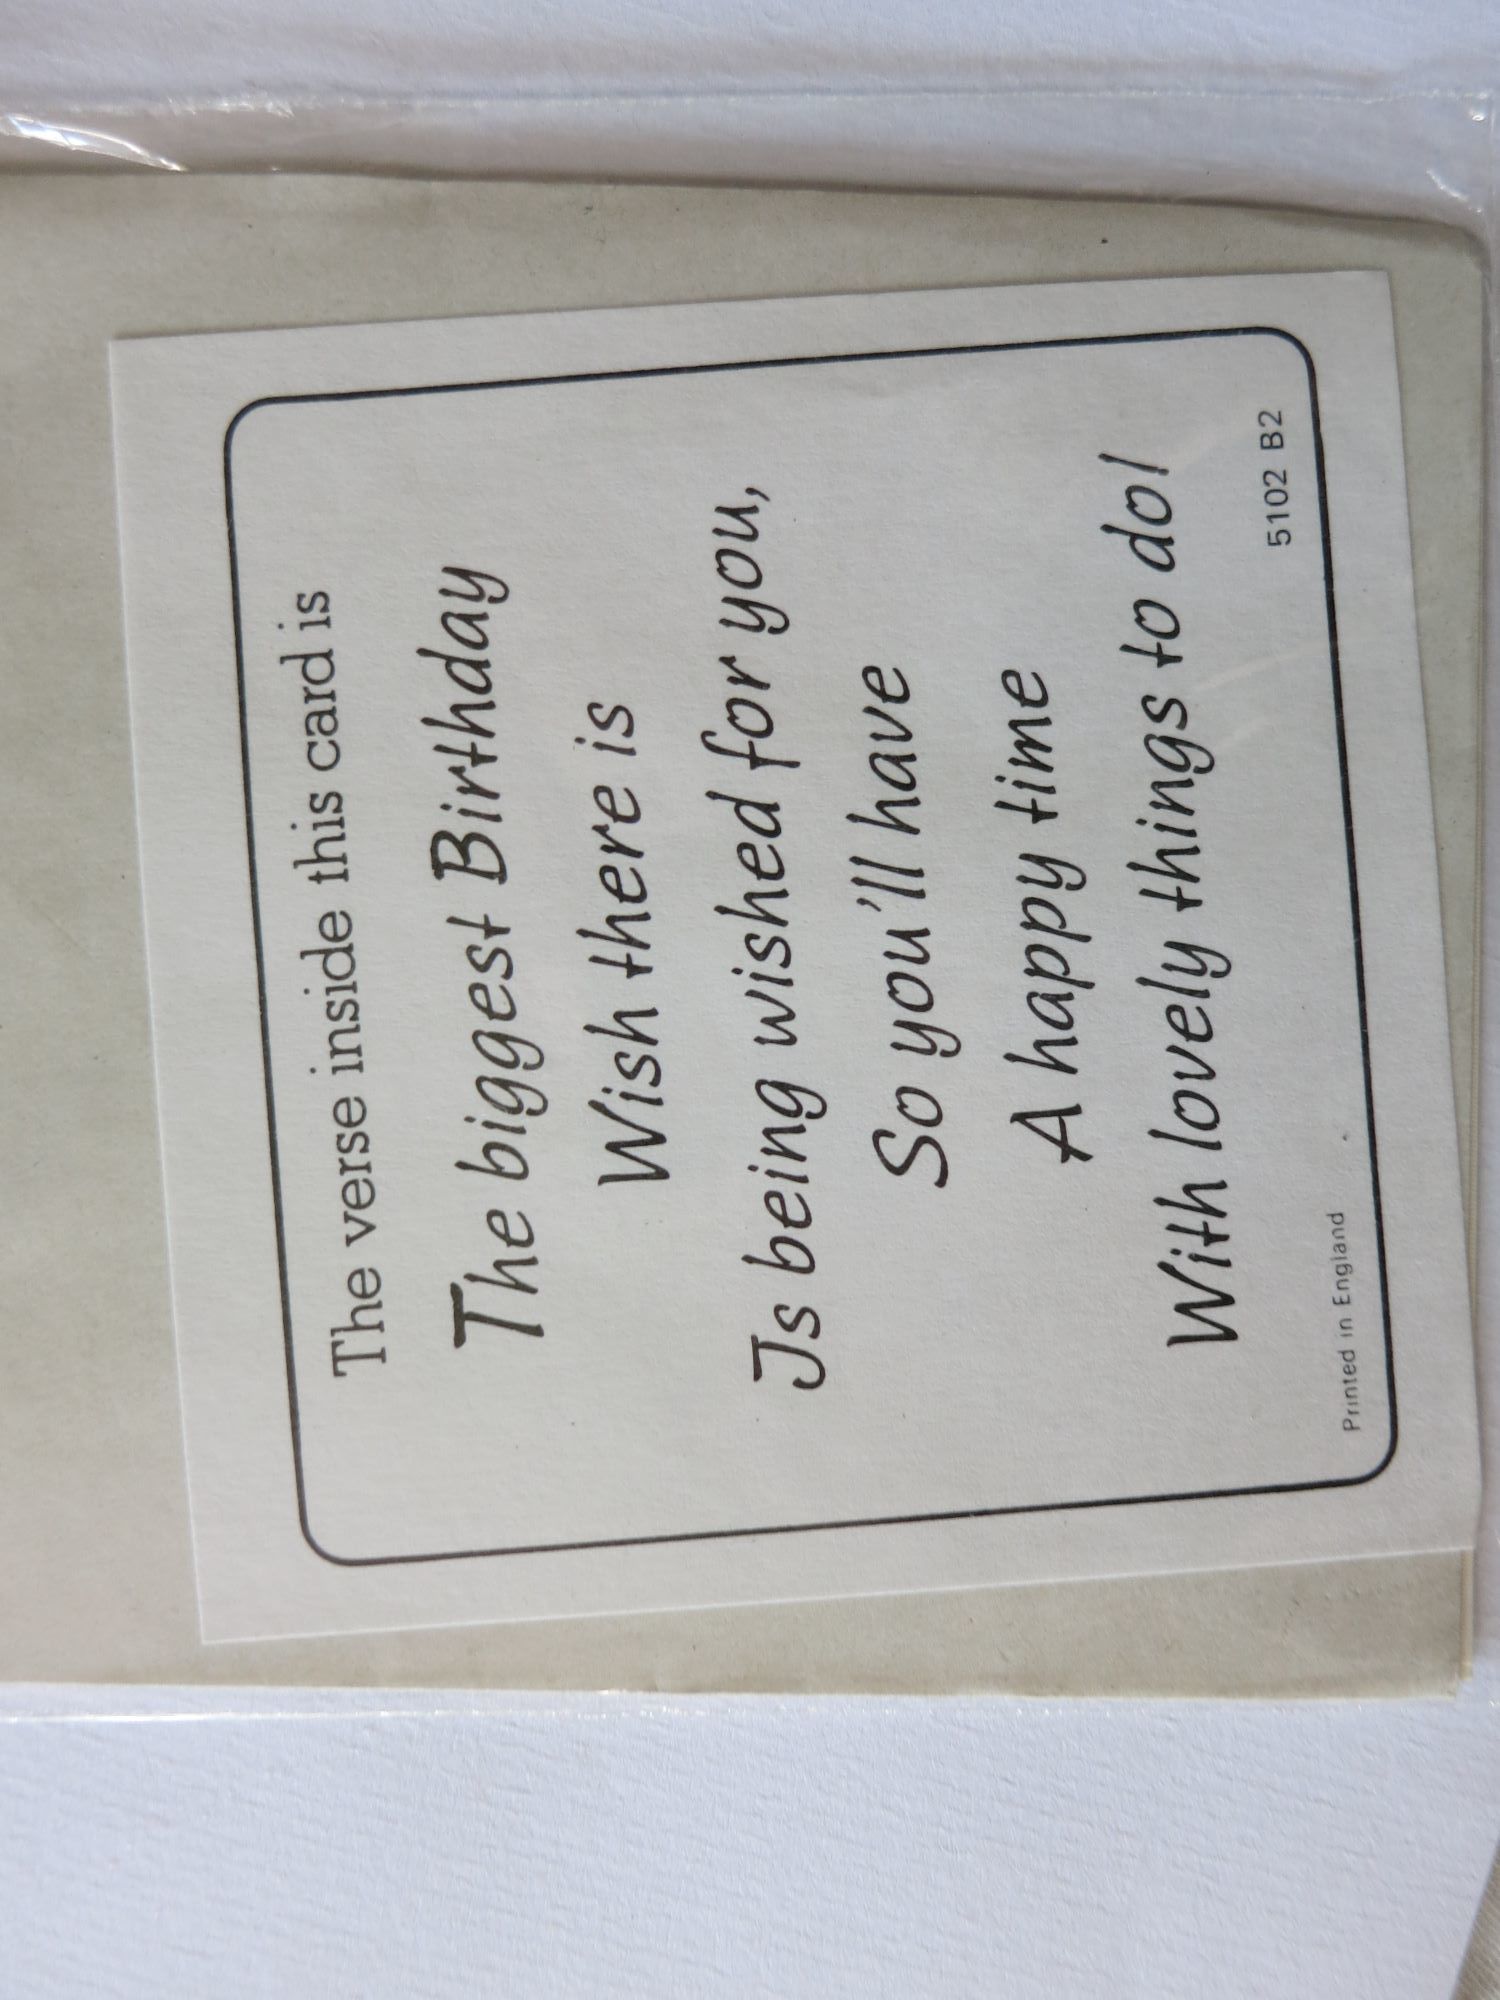 The verse inside this card is
The biggest Birthday
Wish there is
Is being wished for you,
So you'll have
A happy time
With lovely things to do!
5102 B2
Printed in England